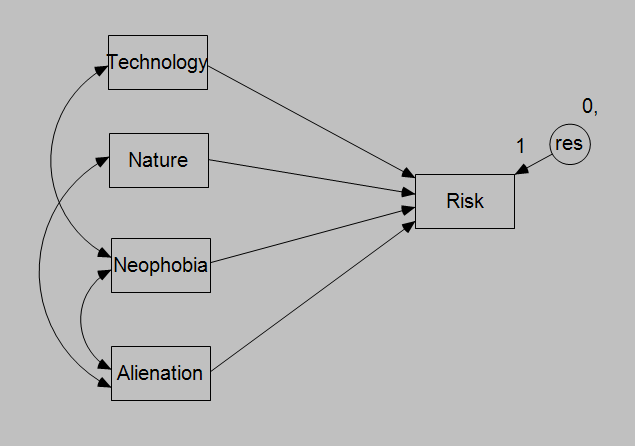 Technology
0,
1
res
Nature
Risk
Neophobia
Alienation